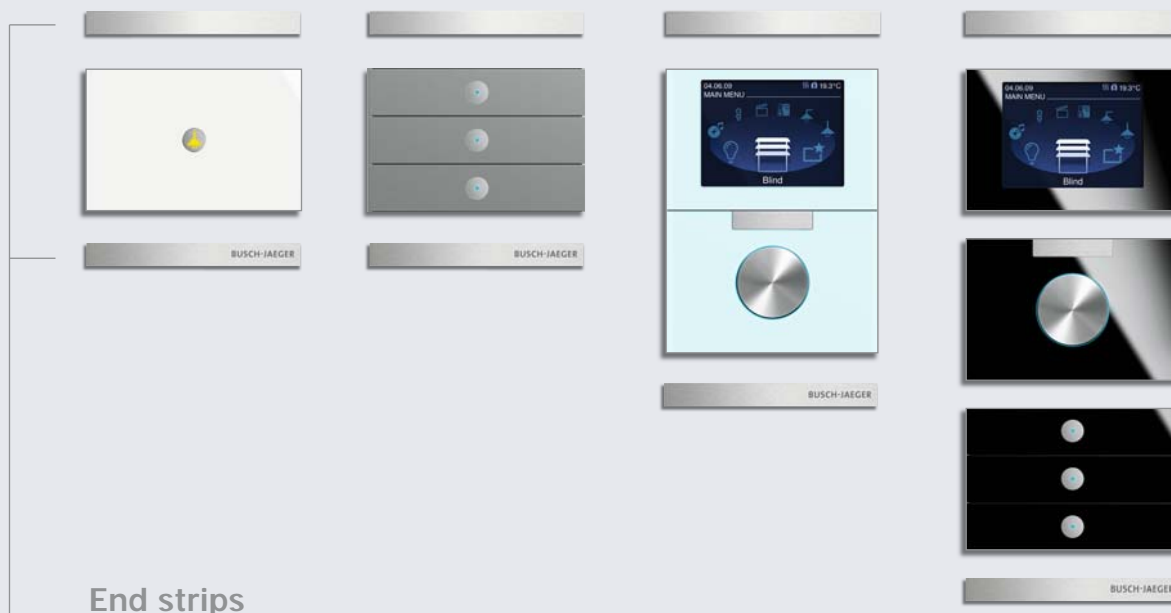 04.06.09 19.3°C
MAIN MENU
Blind
04.06.09 19.3°C
MAIN MENU
Blind
BUSCH-JAEGER
BUSCH-JAEGER
BUSCH-JAEGER
BUSCH-JAEGER
End strips